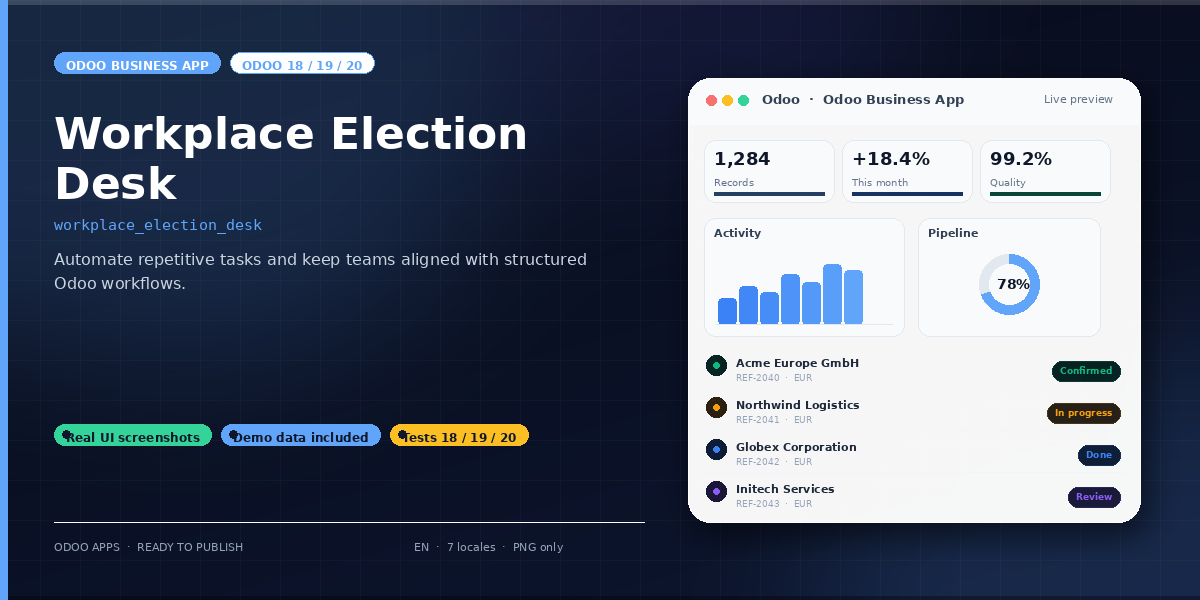 ODOO BUSINESS APP
ODOO 18 / 19 / 20
Workplace Election
Desk
workplace_election_desk
Automate repetitive tasks and keep teams aligned with structured
Odoo workflows.
Real UI screenshots
Demo data included
Tests 18 / 19 / 20
ODOO APPS · READY TO PUBLISH
EN · 7 locales · PNG only
Odoo · Odoo Business App
Live preview
1,284
Records
+18.4%
This month
99.2%
Quality
Activity
Pipeline
78%
Acme Europe GmbH
REF-2040 · EUR
Confirmed
Northwind Logistics
REF-2041 · EUR
In progress
Globex Corporation
REF-2042 · EUR
Done
Initech Services
REF-2043 · EUR
Review